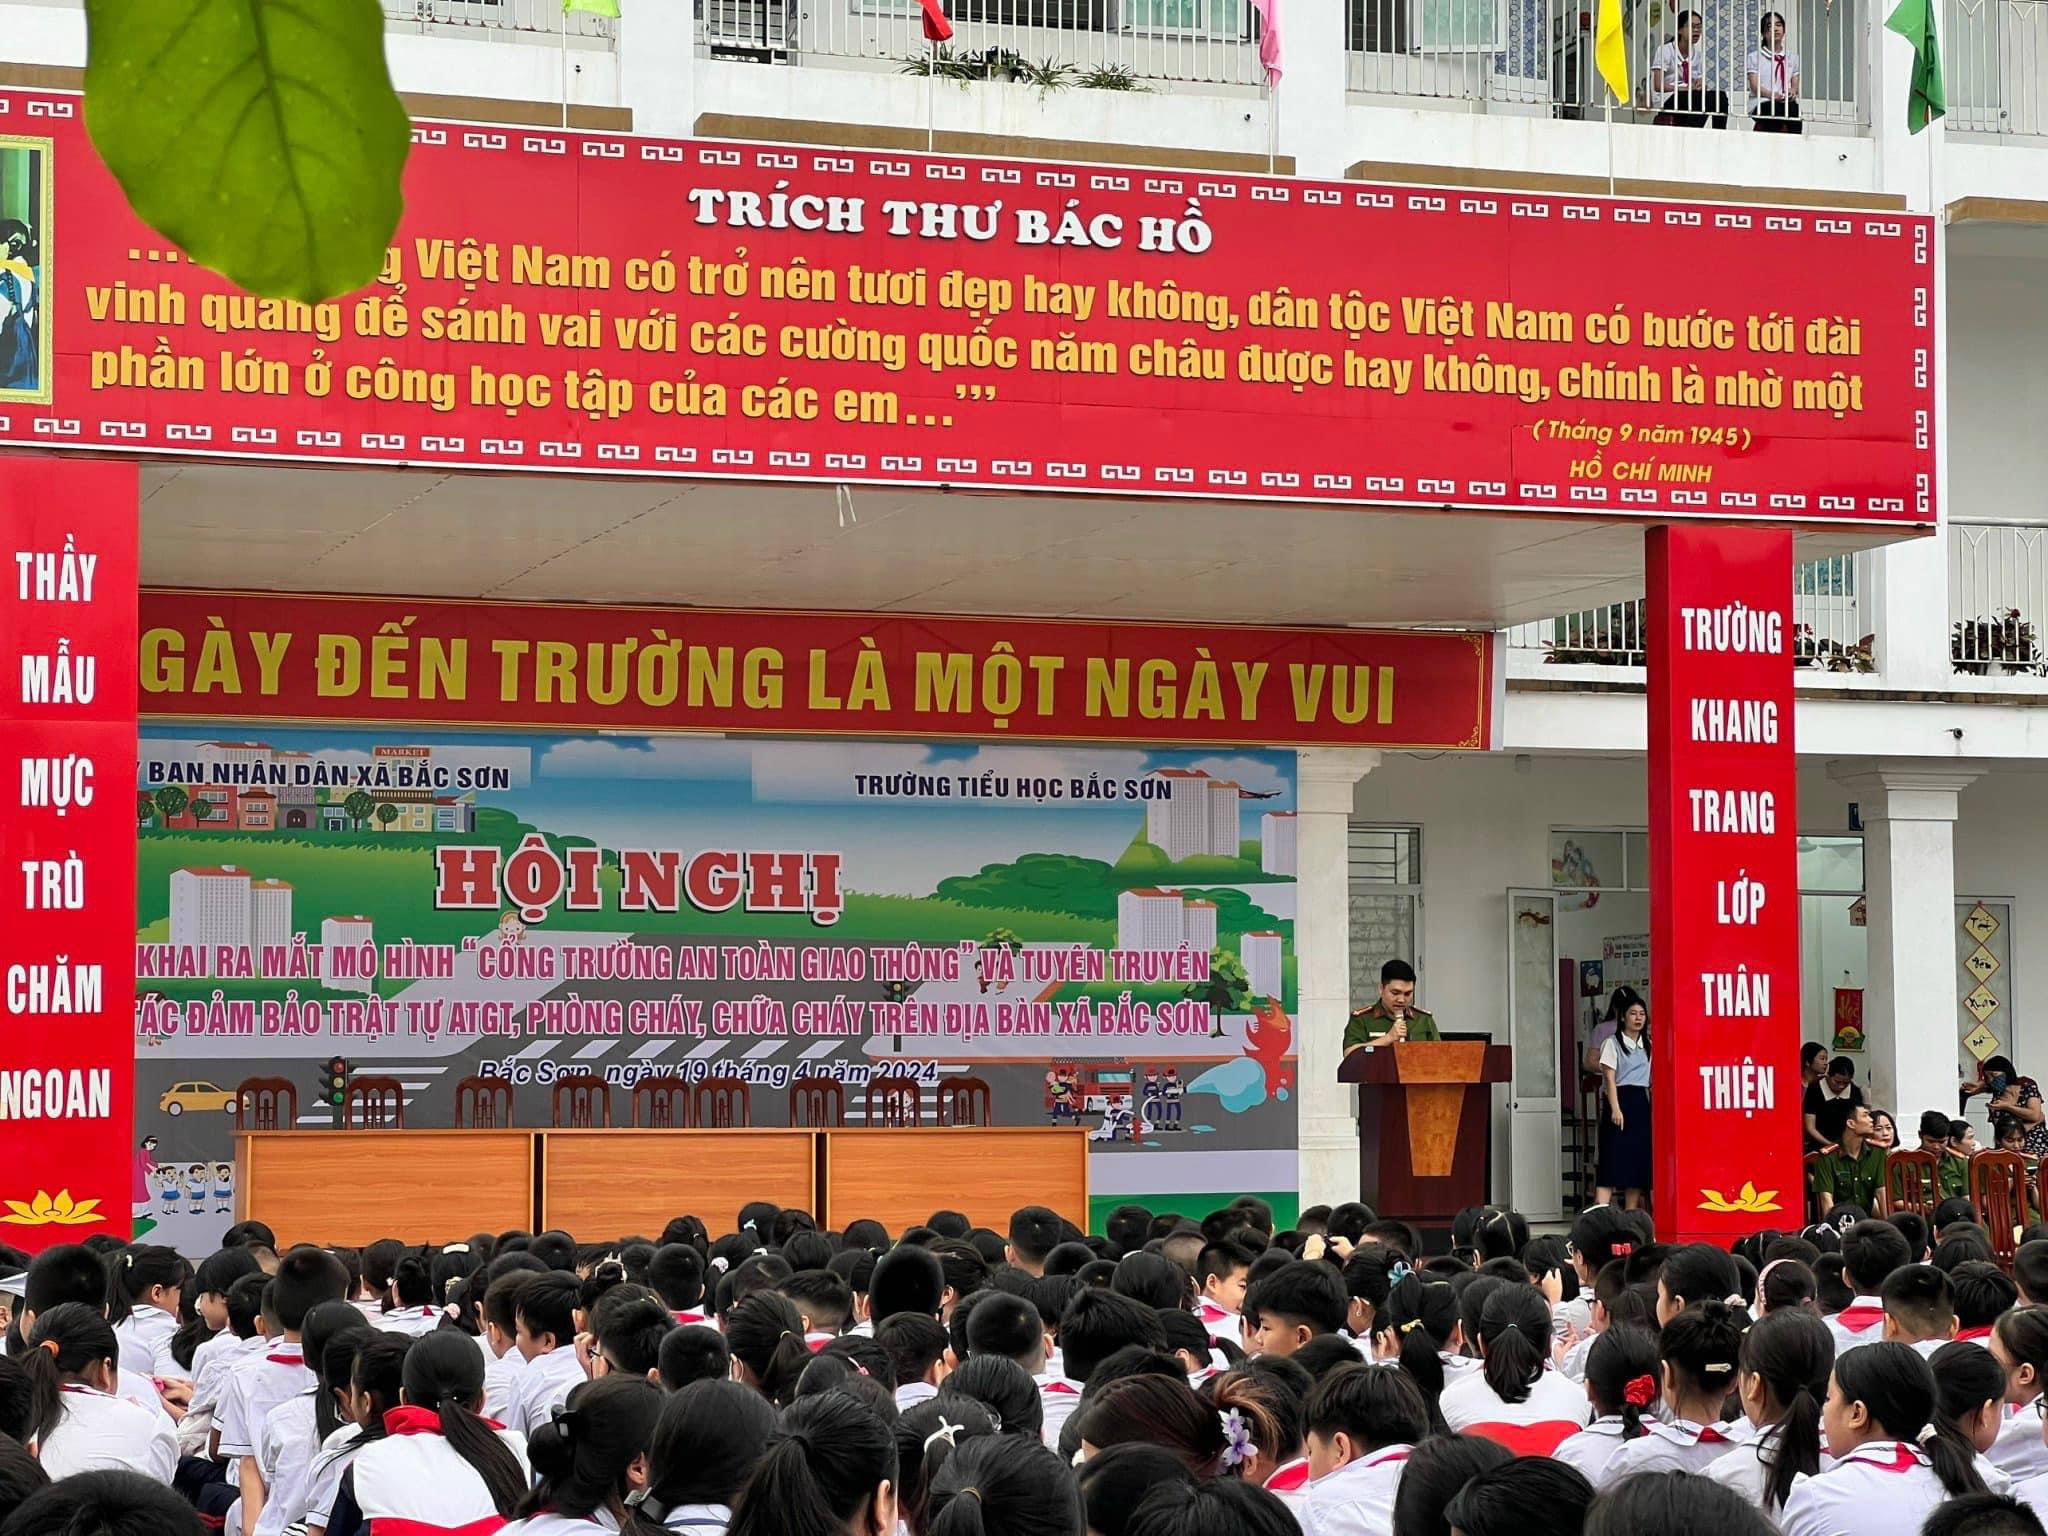 TRÍCH THƯ BÁC HỒ
Việt Nam có trở nên tươi đẹp hay không, dân tộc Việt Nam có bước tới đài
vinh quang để sánh vai với các cường quốc năm châu được hay không, chính là nhờ một
phần lớn ở công học tập của các em...”
(Tháng 9 năm 1945)
HỒ CHÍ MINH
THẦY
MẪU
MỰC
TRÒ
CHĂM
NGOAN
GÀY ĐẾN TRƯỜNG LÀ MỘT NGÀY VUI
TRƯỜNG
KHANG
TRANG
LỚP
THÂN
THIỆN
MARKET
BAN NHÂN DÂN XÃ BẮC SƠN
TRƯỜNG TIỂU HỌC BẮC SƠN
HỘI NGHỊ
KHAI RA MẮT MÔ HÌNH “CỔNG TRƯỜNG AN TOÀN GIAO THÔNG” VÀ TUYÊN TRUYỀN
TÁC ĐẢM BẢO TRẬT TỰ ATGT, PHÒNG CHÁY, CHỮA CHÁY TRÊN ĐỊA BÀN XÃ BẮC SƠN
Bắc Sơn, ngày 19 tháng 4 năm 2024